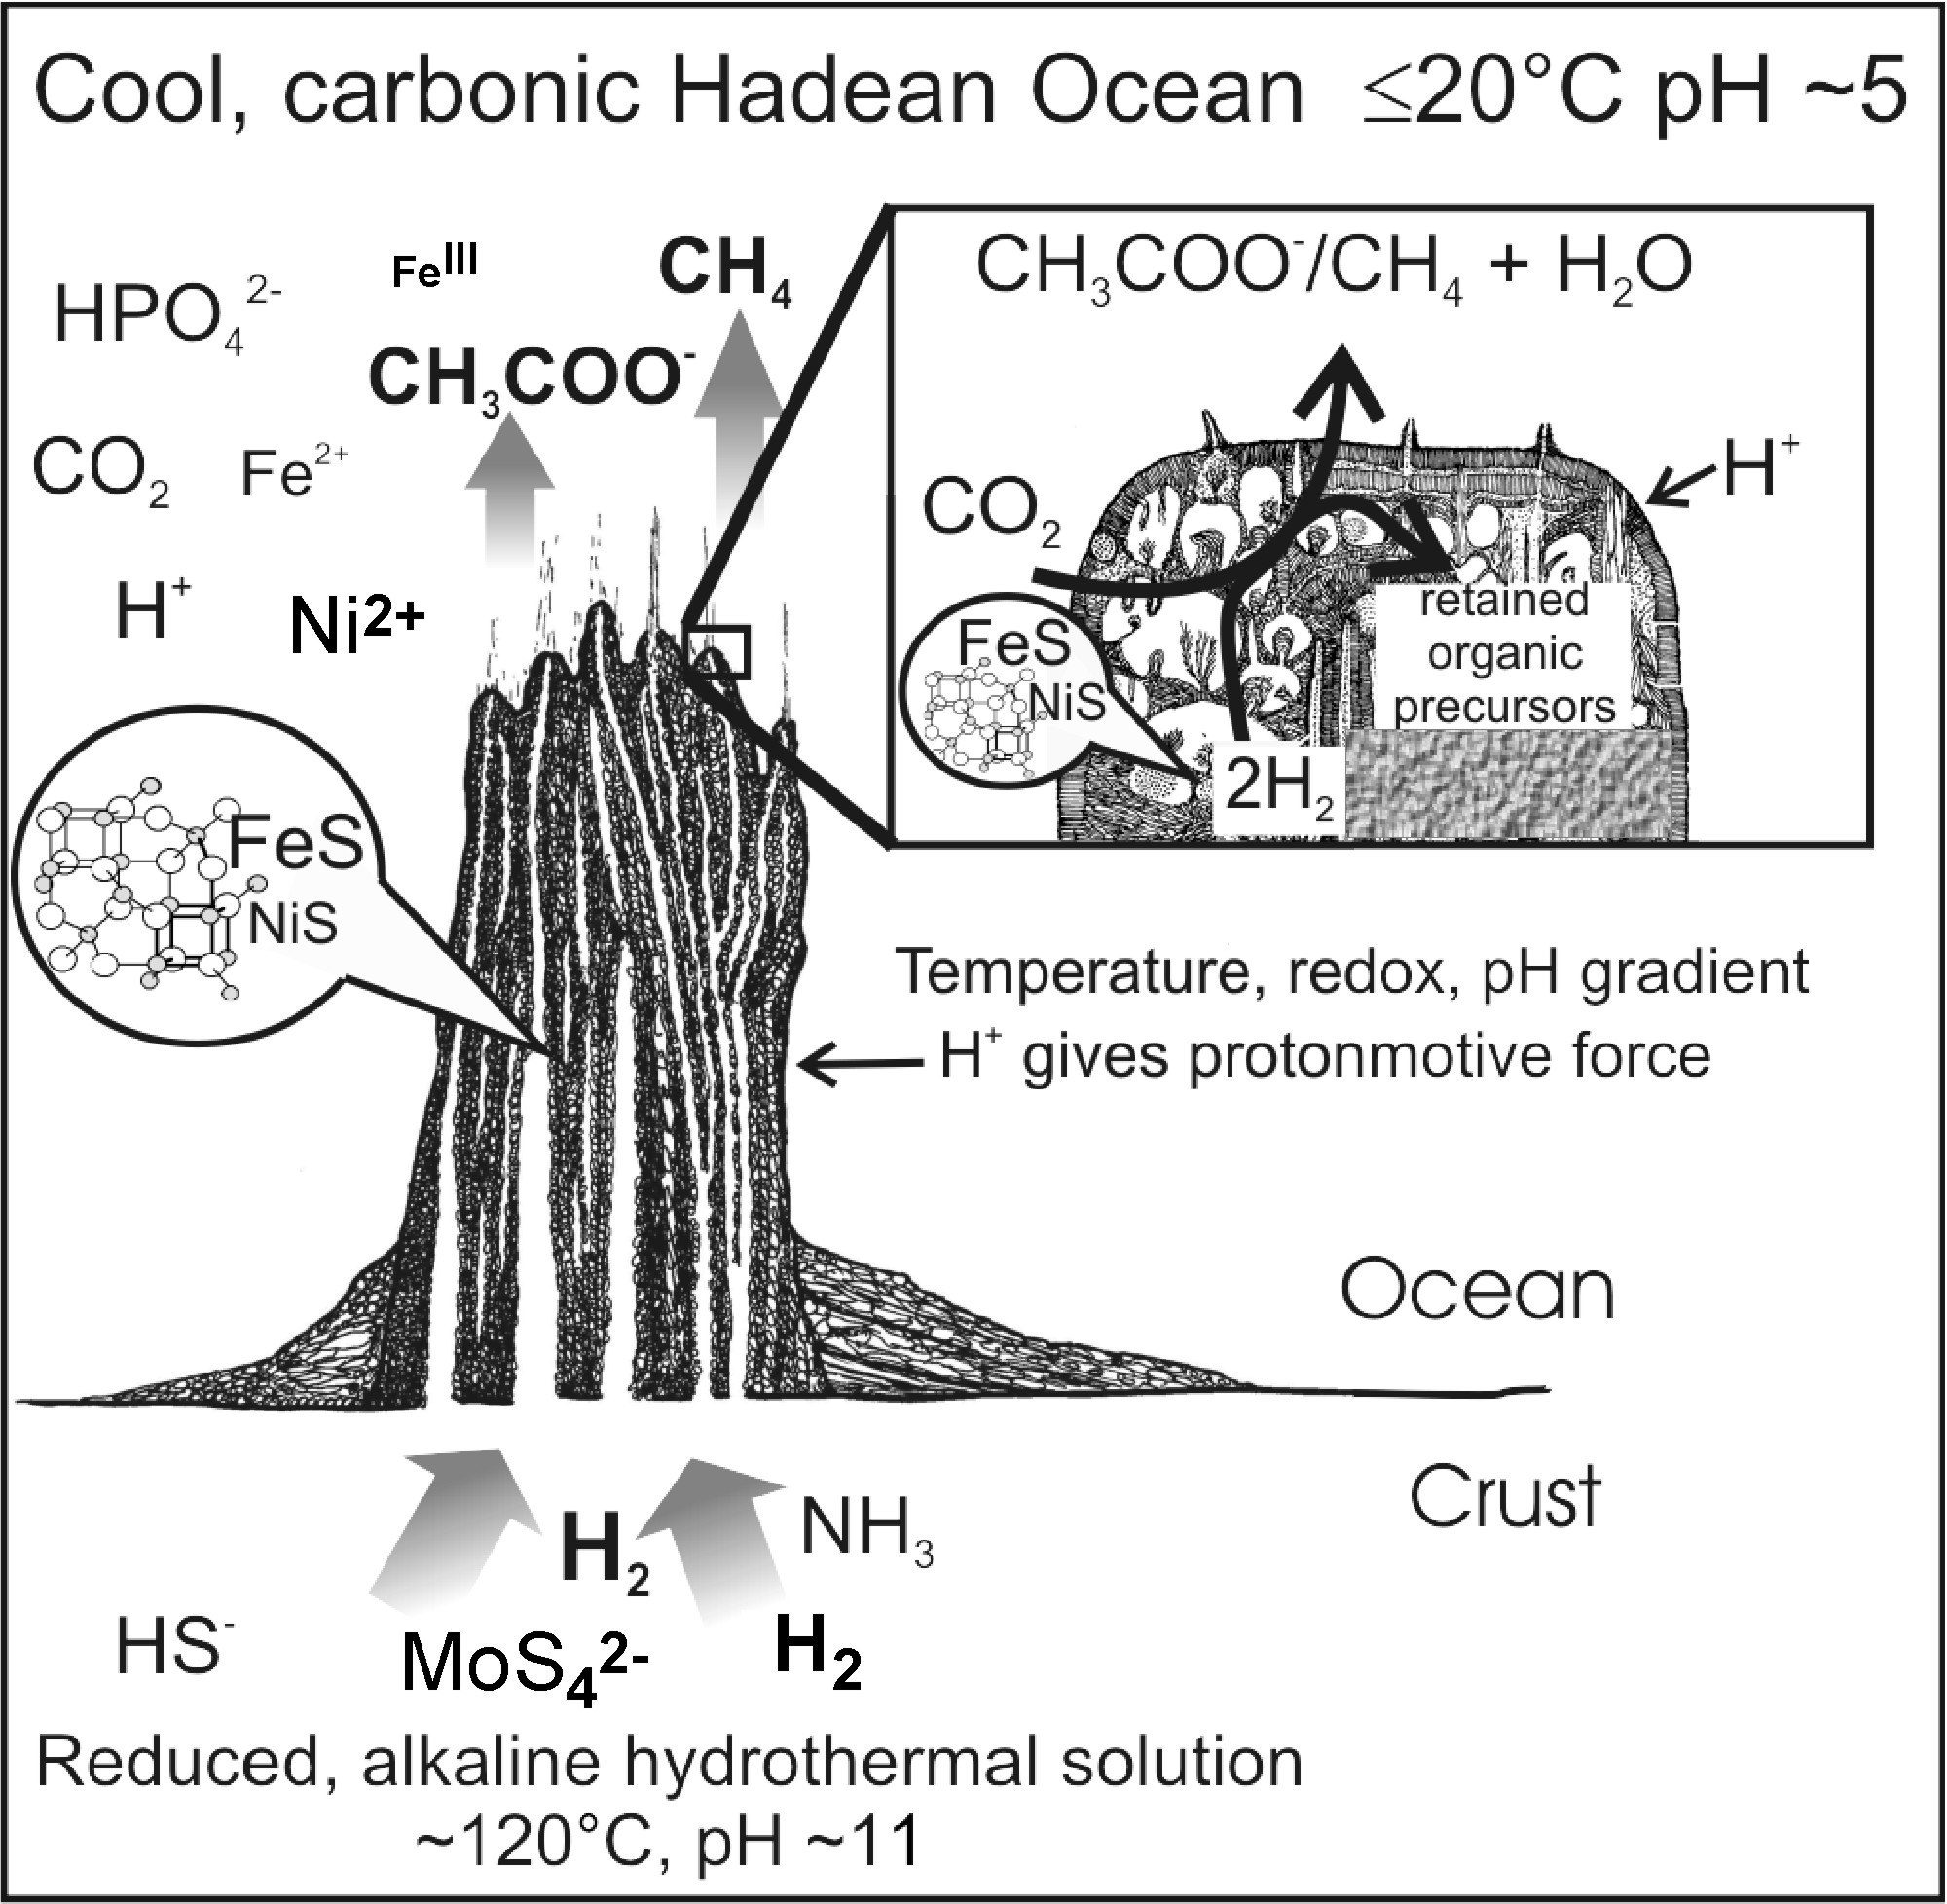 Cool, carbonic Hadean Ocean ≤20°C pH ~5
CH₃COO⁻/CH₄ + H₂O
Fe^III
CH₄
HPO₄²⁻
CH₃COO⁻
CO₂
Fe²⁺
H⁺
CO₂
H⁺
Ni²⁺
retained
organic
precursors
FeS
NiS
2H₂
FeS
NiS
Temperature, redox, pH gradient
H⁺ gives protonmotive force
Ocean
Crust
H₂
NH₃
HS⁻
MoS₄²⁻
H₂
Reduced, alkaline hydrothermal solution
~120°C, pH ~11